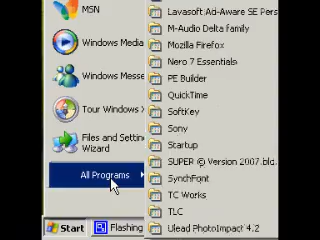 MSN
Windows Media
Windows Messe
Tour Windows X
Files and Setting
Wizard
All Programs
Start
Flashing
Lavasoft Ad-Aware SE Pers
M-Audio Delta family
Mozilla Firefox
Nero 7 Essentials
PE Builder
QuickTime
SoftKey
Sony
Startup
SUPER © Version 2007.bld.
SynchFont
TC Works
TLC
Ulead PhotoImpact 4.2